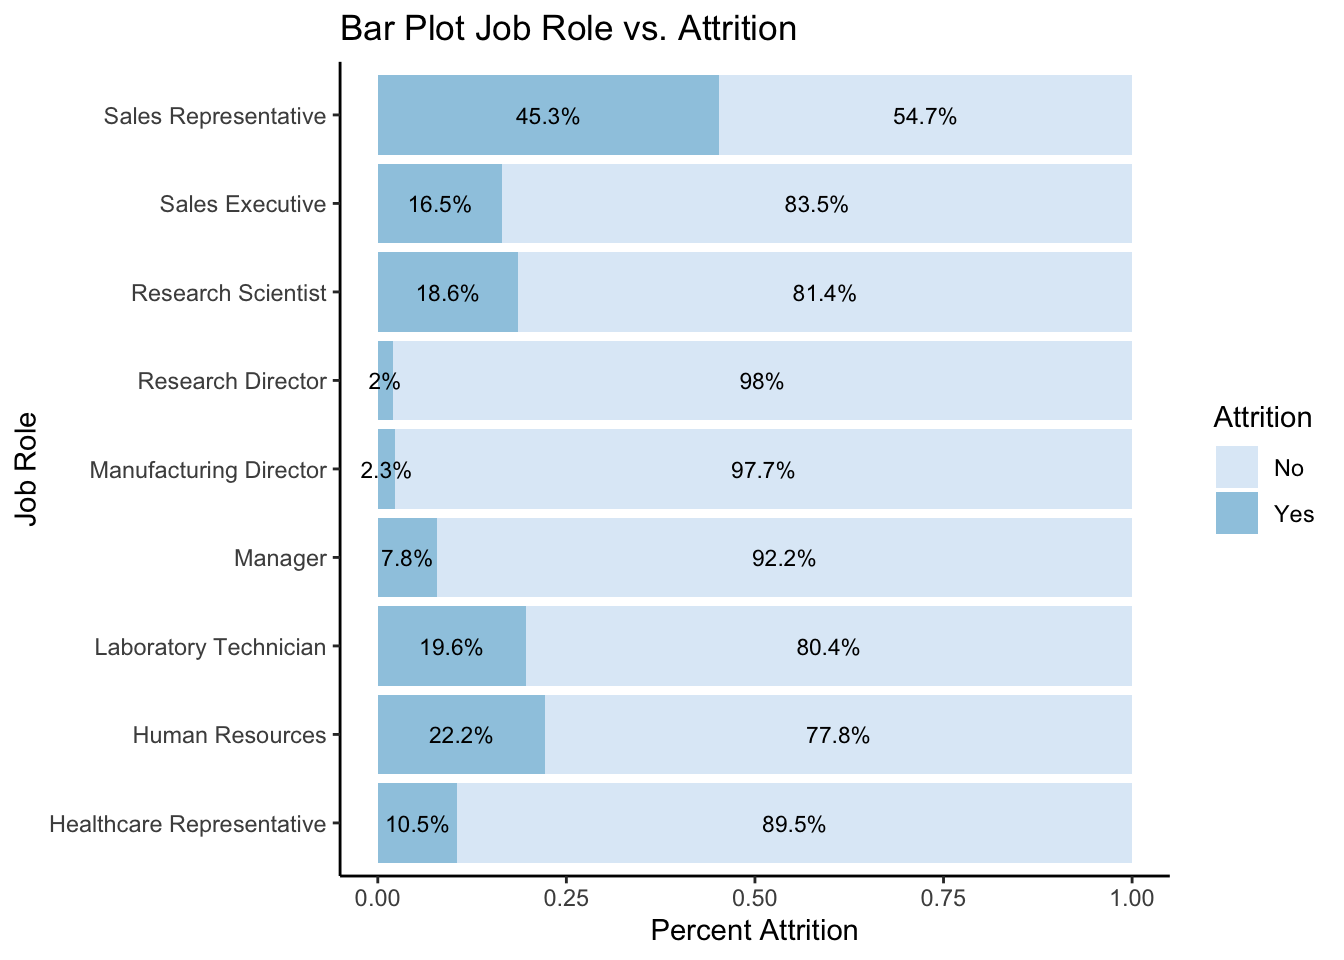 Bar Plot Job Role vs. Attrition
Job Role
Sales Representative 45.3% 54.7%
Sales Executive 16.5% 83.5%
Research Scientist 18.6% 81.4%
Research Director 2% 98%
Manufacturing Director 2.3% 97.7%
Manager 7.8% 92.2%
Laboratory Technician 19.6% 80.4%
Human Resources 22.2% 77.8%
Healthcare Representative 10.5% 89.5%
0.00 0.25 0.50 0.75 1.00
Percent Attrition
Attrition
No
Yes